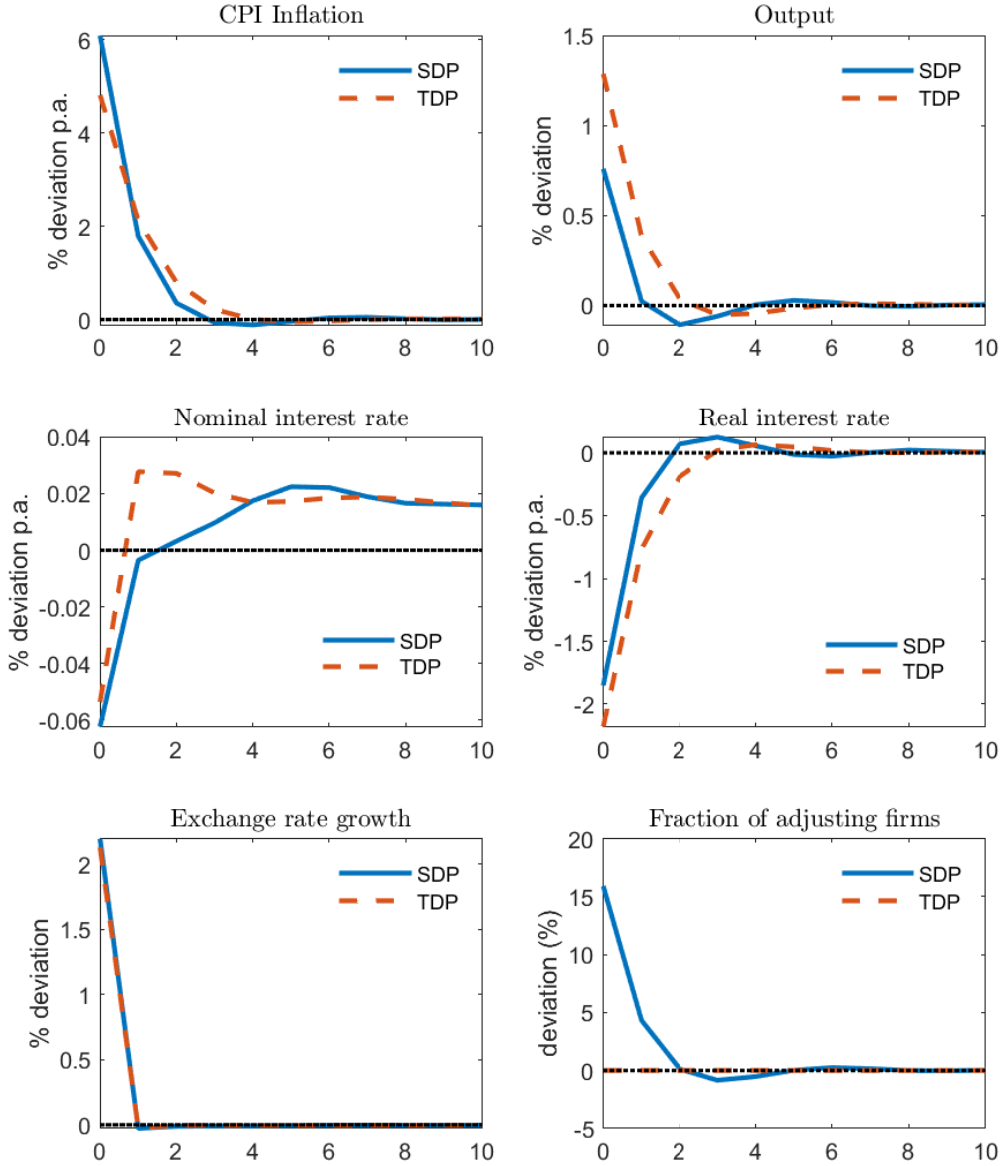 CPI Inflation
% deviation p.a.
6
4
2
0
SDP
TDP
0 2 4 6 8 10
Output
% deviation
1.5
1
0.5
0
SDP
TDP
0 2 4 6 8 10
Nominal interest rate
% deviation p.a.
0.04
0.02
0
-0.02
-0.04
-0.06
SDP
TDP
0 2 4 6 8 10
Real interest rate
% deviation p.a.
0
-0.5
-1
-1.5
-2
SDP
TDP
0 2 4 6 8 10
Exchange rate growth
% deviation
2
1.5
1
0.5
0
SDP
TDP
0 2 4 6 8 10
Fraction of adjusting firms
deviation (%)
20
15
10
5
0
-5
SDP
TDP
0 2 4 6 8 10